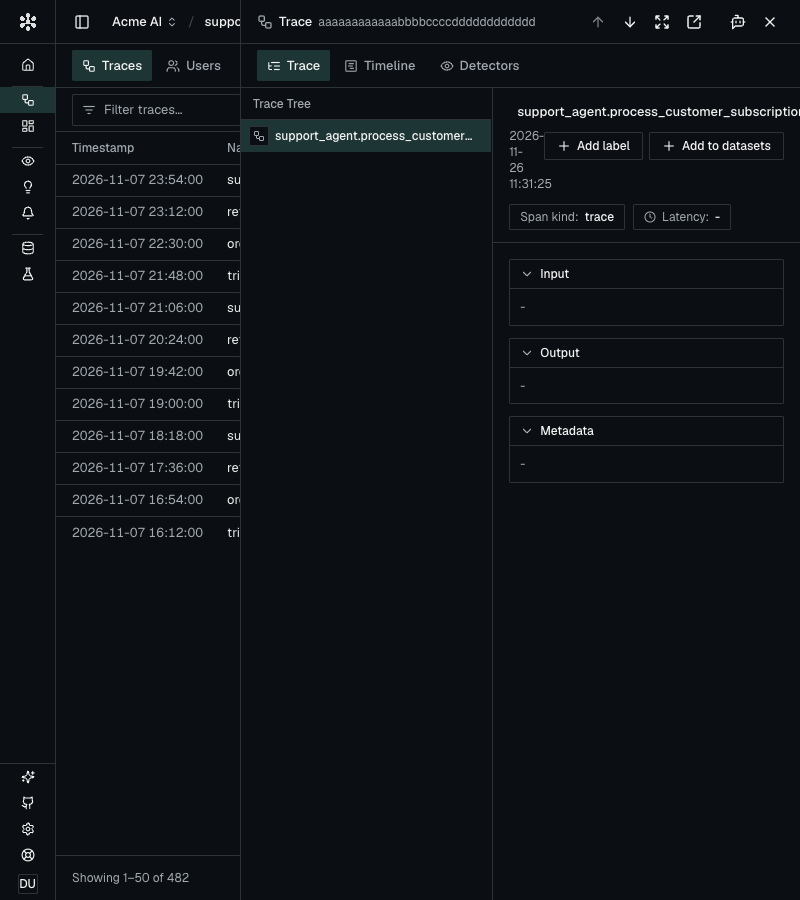 Acme AI / suppo
Trace aaaaaaaaaaaabbbbccccdddddddddddd
Traces Users
Trace Timeline Detectors
Filter traces...
Timestamp Na
2026-11-07 23:54:00 su
2026-11-07 23:12:00 ret
2026-11-07 22:30:00 ord
2026-11-07 21:48:00 tri
2026-11-07 21:06:00 su
2026-11-07 20:24:00 ret
2026-11-07 19:42:00 ord
2026-11-07 19:00:00 tri
2026-11-07 18:18:00 su
2026-11-07 17:36:00 ret
2026-11-07 16:54:00 ord
2026-11-07 16:12:00 tri
Showing 1–50 of 482
DU
Trace Tree
support_agent.process_customer...
support_agent.process_customer_subscription
2026-
11-
26
11:31:25
Add label
Add to datasets
Span kind: trace
Latency: -
Input
-
Output
-
Metadata
-